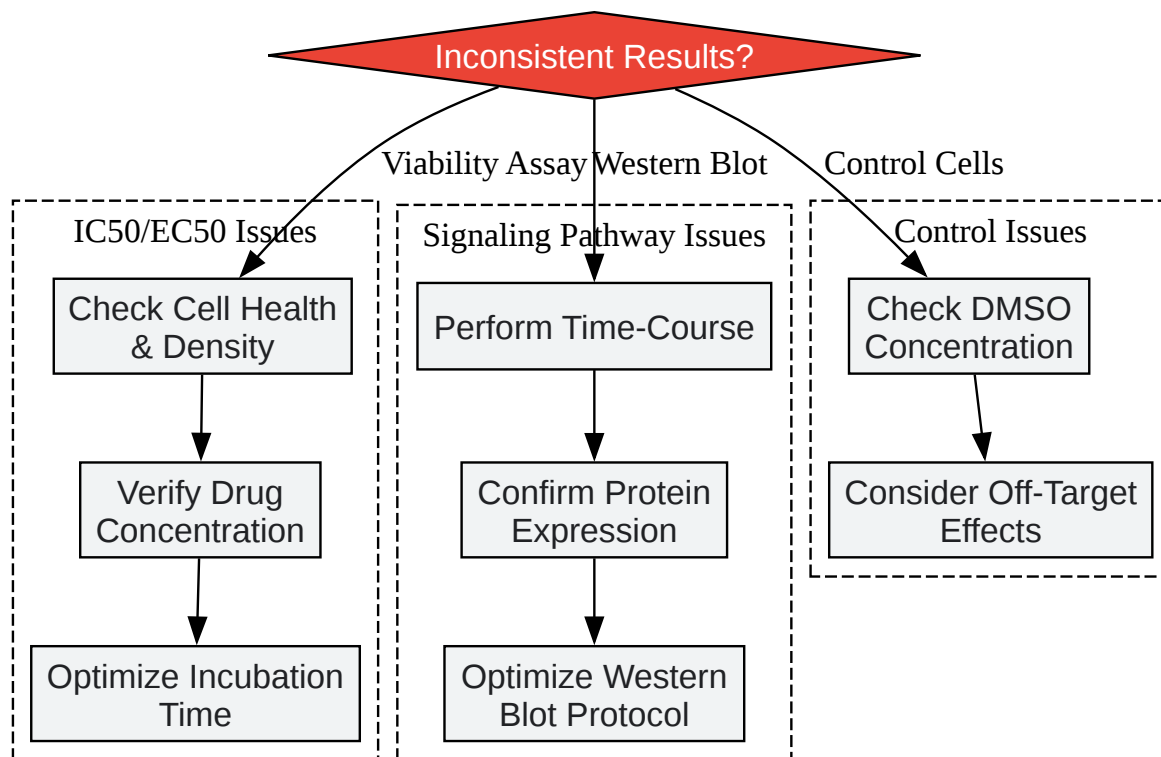 Inconsistent Results?
Viability Assay
Western Blot
Control Cells
IC50/EC50 Issues
Check Cell Health
& Density
Verify Drug
Concentration
Optimize Incubation
Time
Signaling Pathway Issues
Perform Time-Course
Confirm Protein
Expression
Optimize Western
Blot Protocol
Control Issues
Check DMSO
Concentration
Consider Off-Target
Effects